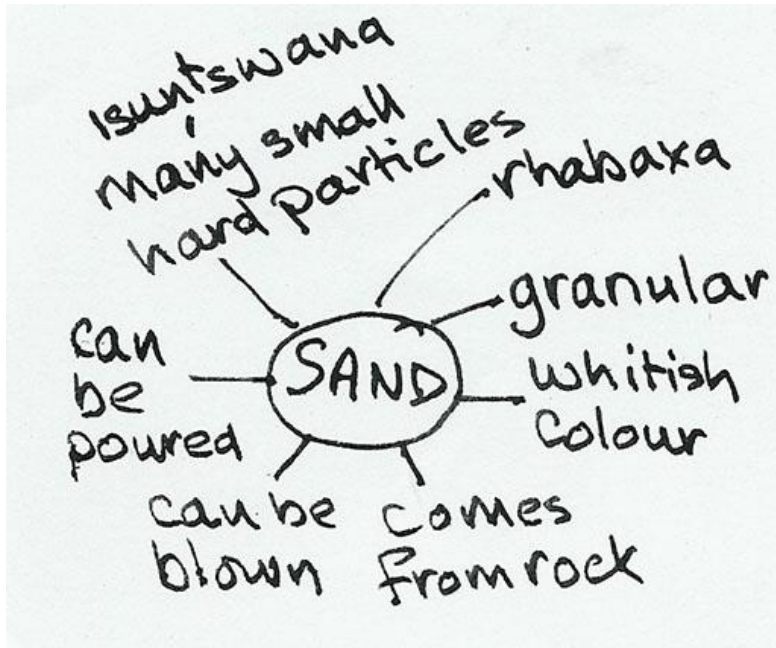 isuntswana
many small
hard particles
rhabaxa
granular
whitish
colour
comes
from rock
can be
blown
can
be
poured
SAND